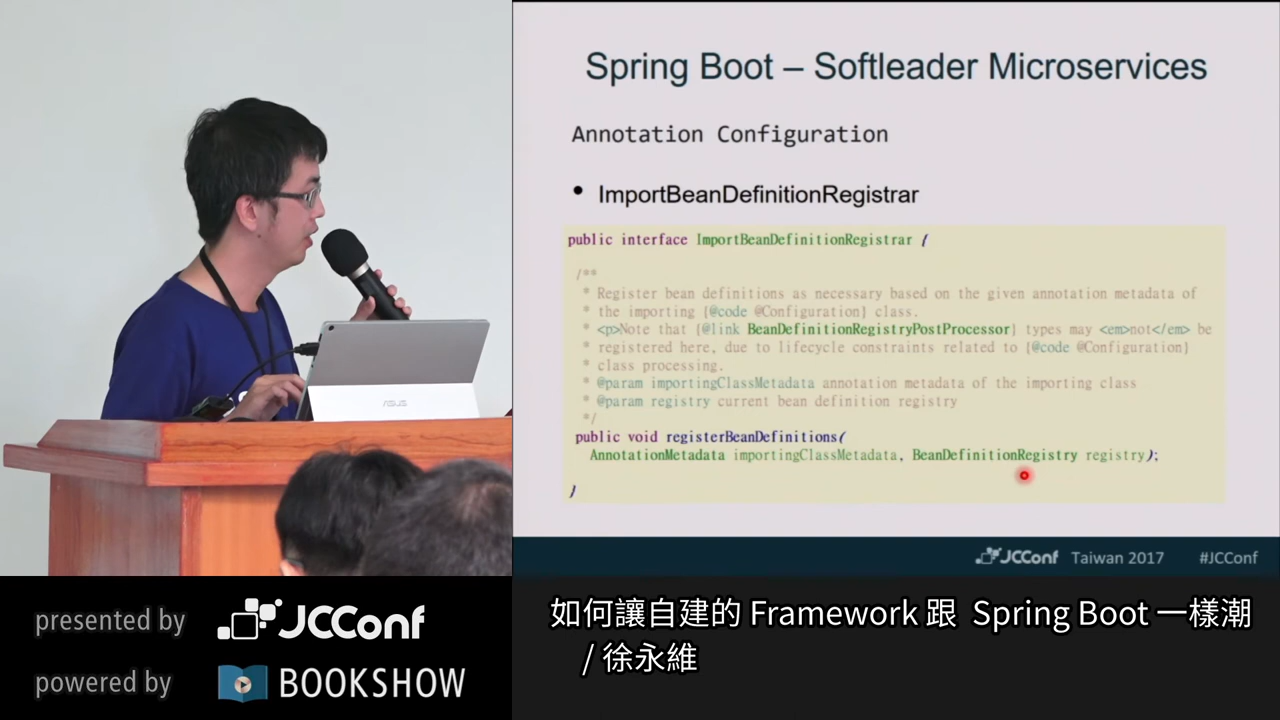 Spring Boot – Softleader Microservices
Annotation Configuration
• ImportBeanDefinitionRegistrar
public interface ImportBeanDefinitionRegistrar {
/**
* Register bean definitions as necessary based on the given annotation metadata of
* the importing {@code @Configuration} class.
* <p>Note that {@link BeanDefinitionRegistryPostProcessor} types may <em>not</em> be
* registered here, due to lifecycle constraints related to {@code @Configuration}
* class processing.
* @param importingClassMetadata annotation metadata of the importing class
* @param registry current bean definition registry
*/
public void registerBeanDefinitions(
AnnotationMetadata importingClassMetadata, BeanDefinitionRegistry registry);
}
JCConf Taiwan 2017 #JCConf
ASUS
presented by JCConf
powered by BOOKSHOW
如何讓自建的 Framework 跟 Spring Boot 一樣潮
/ 徐永維